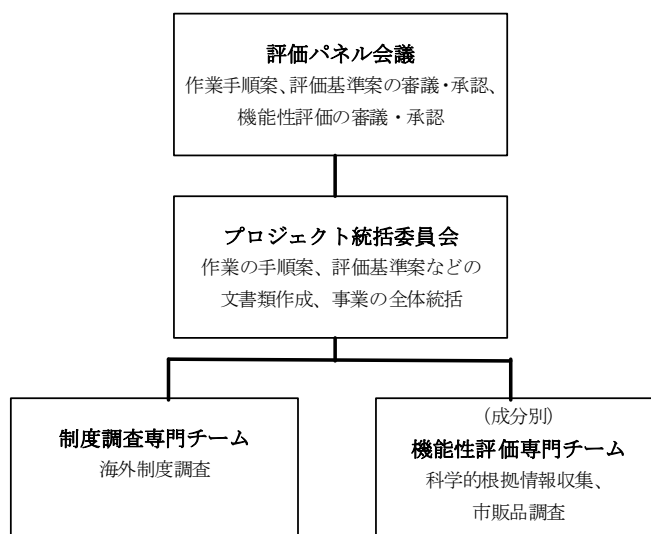 評価パネル会議
作業手順案、評価基準案の審議・承認、
機能性評価の審議・承認
プロジェクト統括委員会
作業の手順案、評価基準案などの
文書類作成、事業の全体統括
制度調査専門チーム
海外制度調査
(成分別)
機能性評価専門チーム
科学的根拠情報収集、
市販品調査